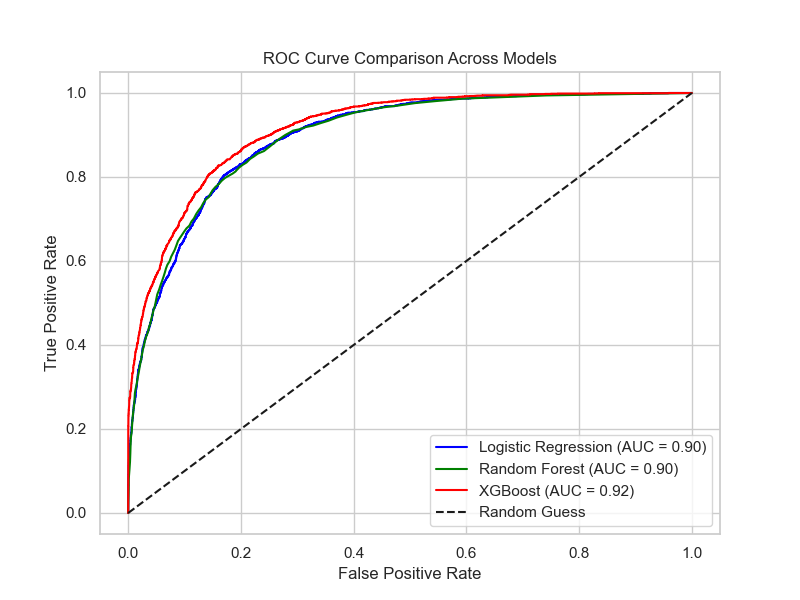 ROC Curve Comparison Across Models
True Positive Rate
1.0
0.8
0.6
0.4
0.2
0.0
0.0 0.2 0.4 0.6 0.8 1.0
False Positive Rate
Logistic Regression (AUC = 0.90)
Random Forest (AUC = 0.90)
XGBoost (AUC = 0.92)
Random Guess